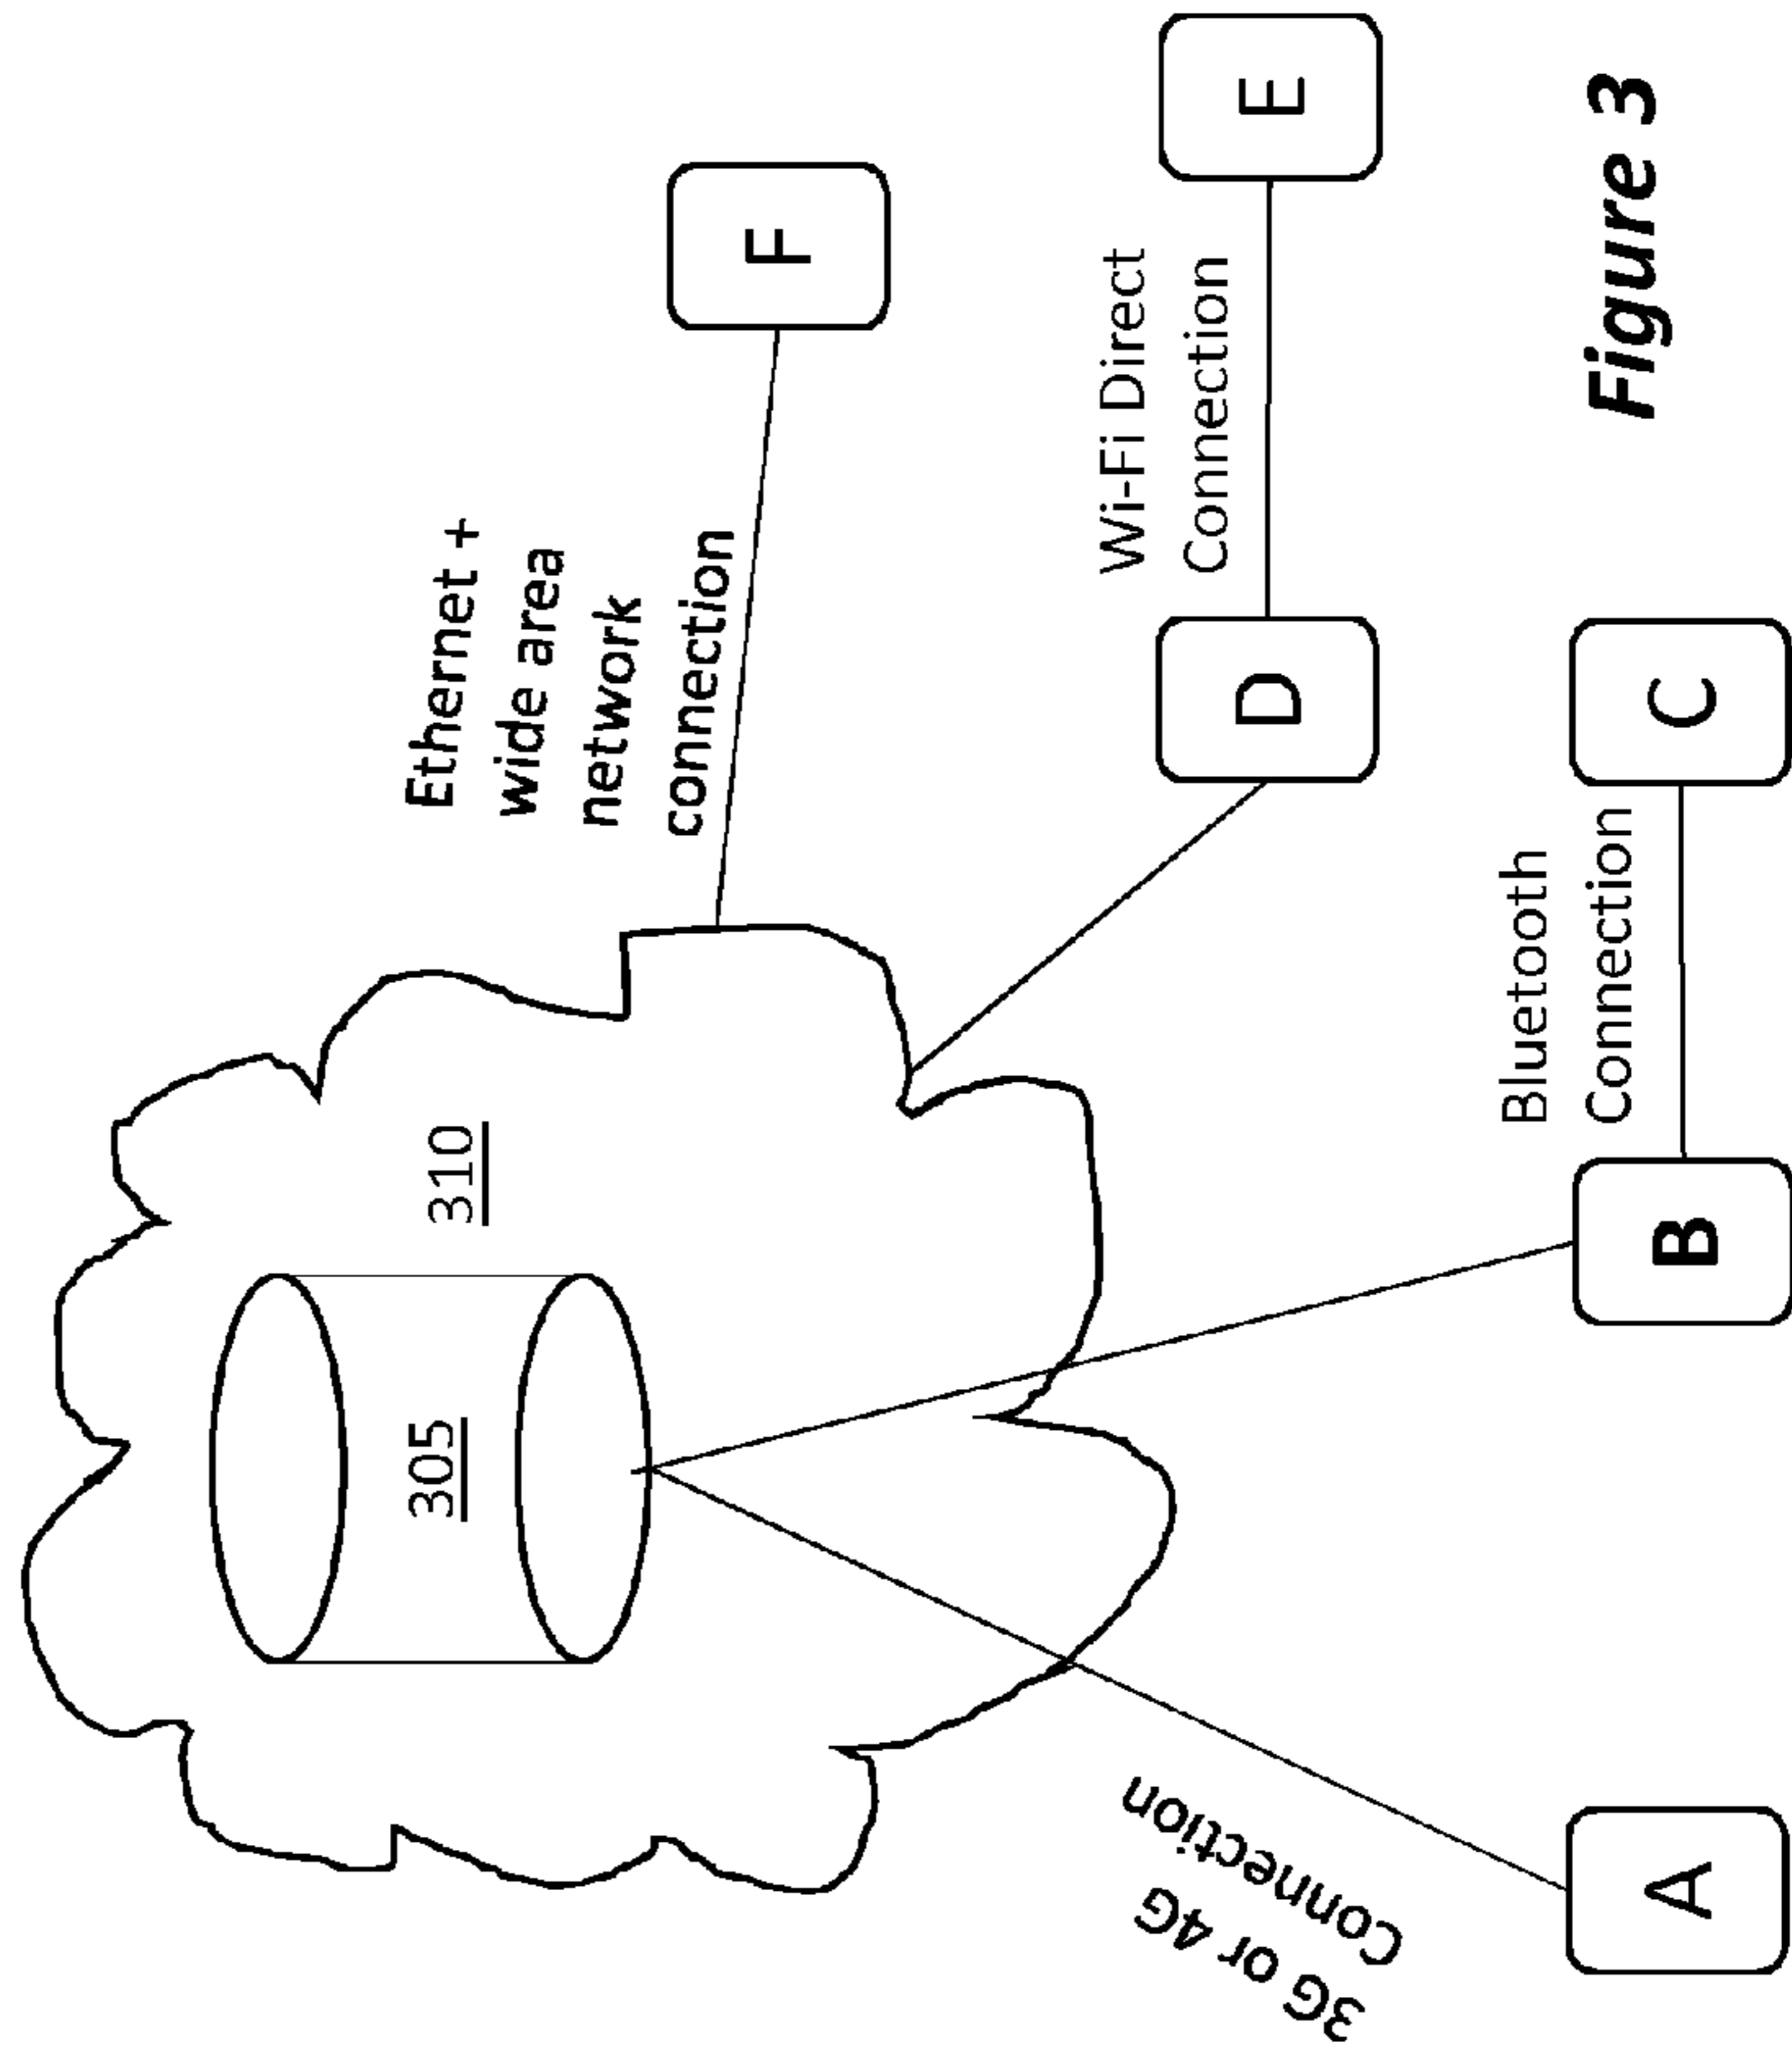 310
305
Ethernet +
wide area
network
connection
F
Wi-Fi Direct
Connection
E
D
3G or 4G
Connection
Bluetooth
Connection
A
B
C
Figure 3